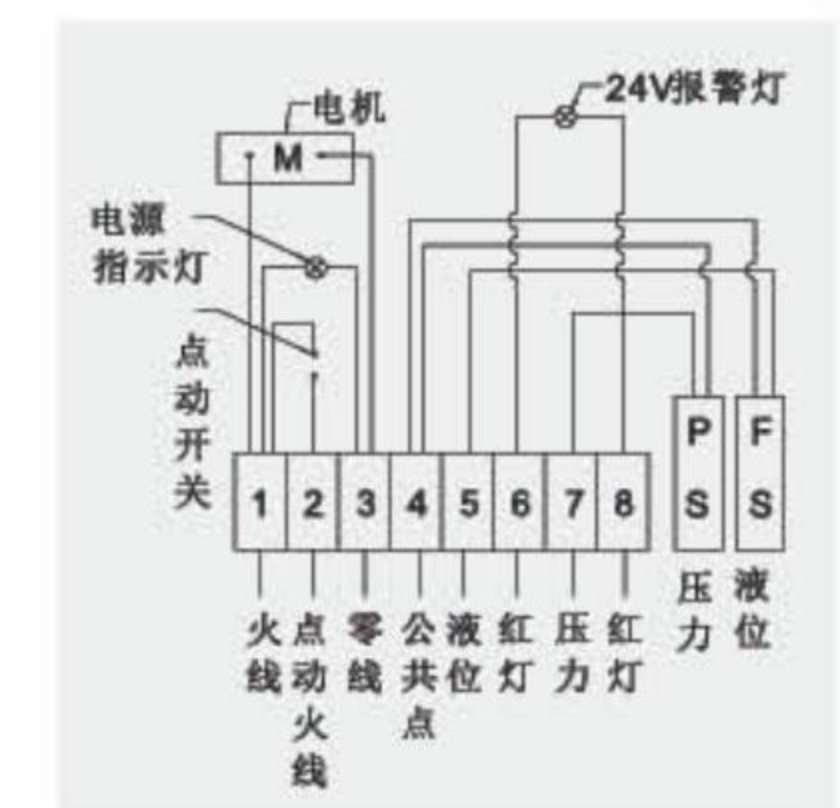 24V报警灯
电机
M
电源
指示灯
点动开关
P S
F S
1 2 3 4 5 6 7 8
压力
液位
火线
点动火线
零线
公共点
液位
红灯
压力
红灯